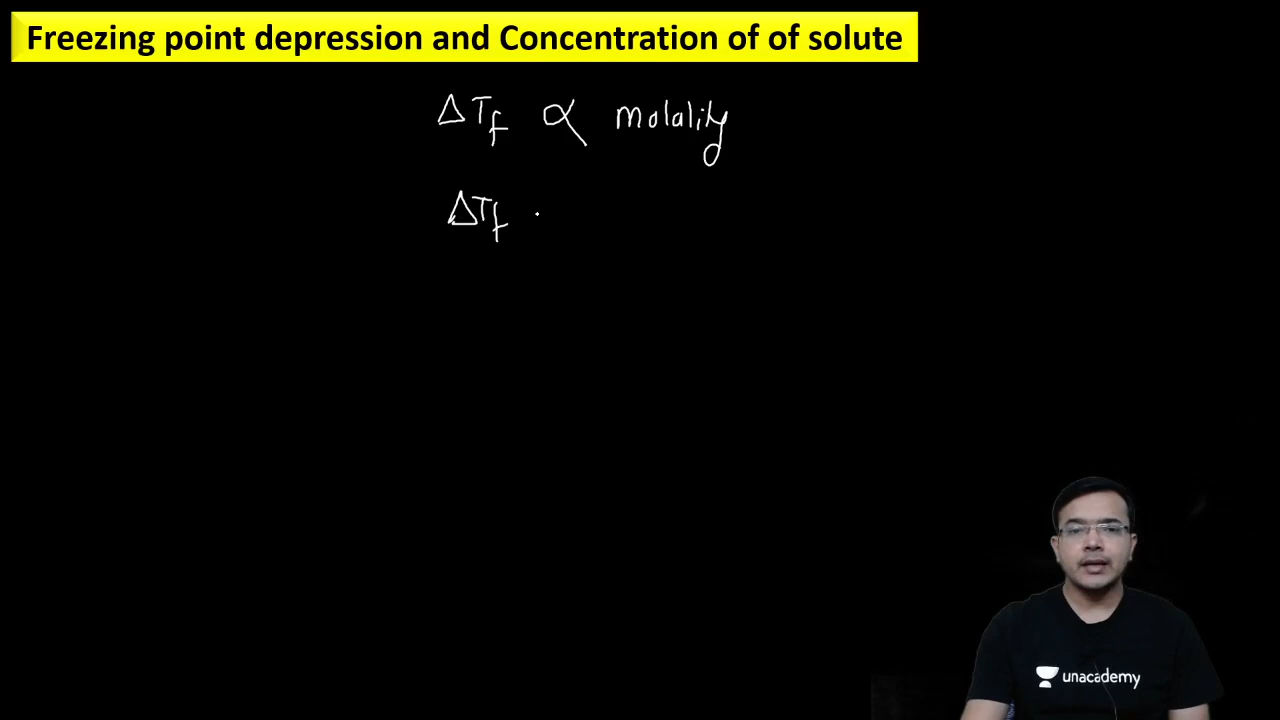 Freezing point depression and Concentration of of solute
ΔTf ∝ molality
ΔTf
unacademy